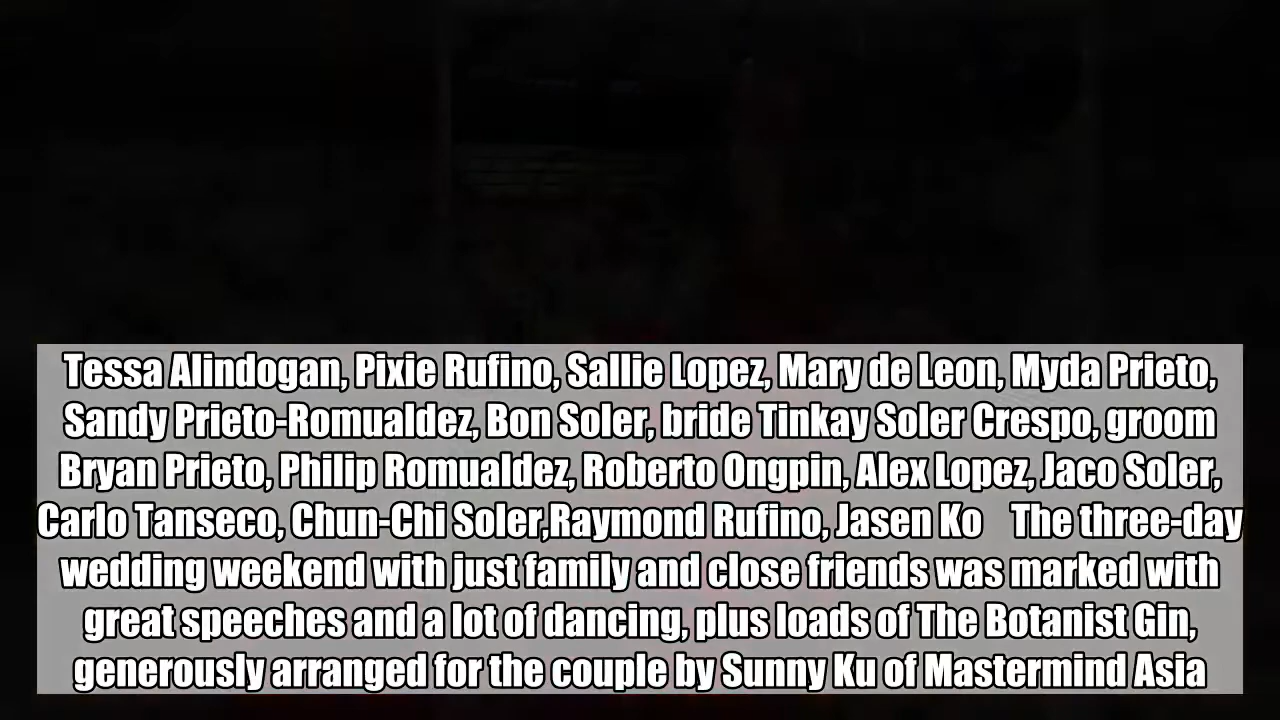 Tessa Alindogan, Pixie Rufino, Sallie Lopez, Mary de Leon, Myda Prieto,
Sandy Prieto-Romualdez, Bon Soler, bride Tinkay Soler Crespo, groom
Bryan Prieto, Philip Romualdez, Roberto Ongpin, Alex Lopez, Jaco Soler,
Carlo Tanseco, Chun-Chi Soler,Raymond Rufino, Jasen Ko    The three-day
wedding weekend with just family and close friends was marked with
great speeches and a lot of dancing, plus loads of The Botanist Gin,
generously arranged for the couple by Sunny Ku of Mastermind Asia